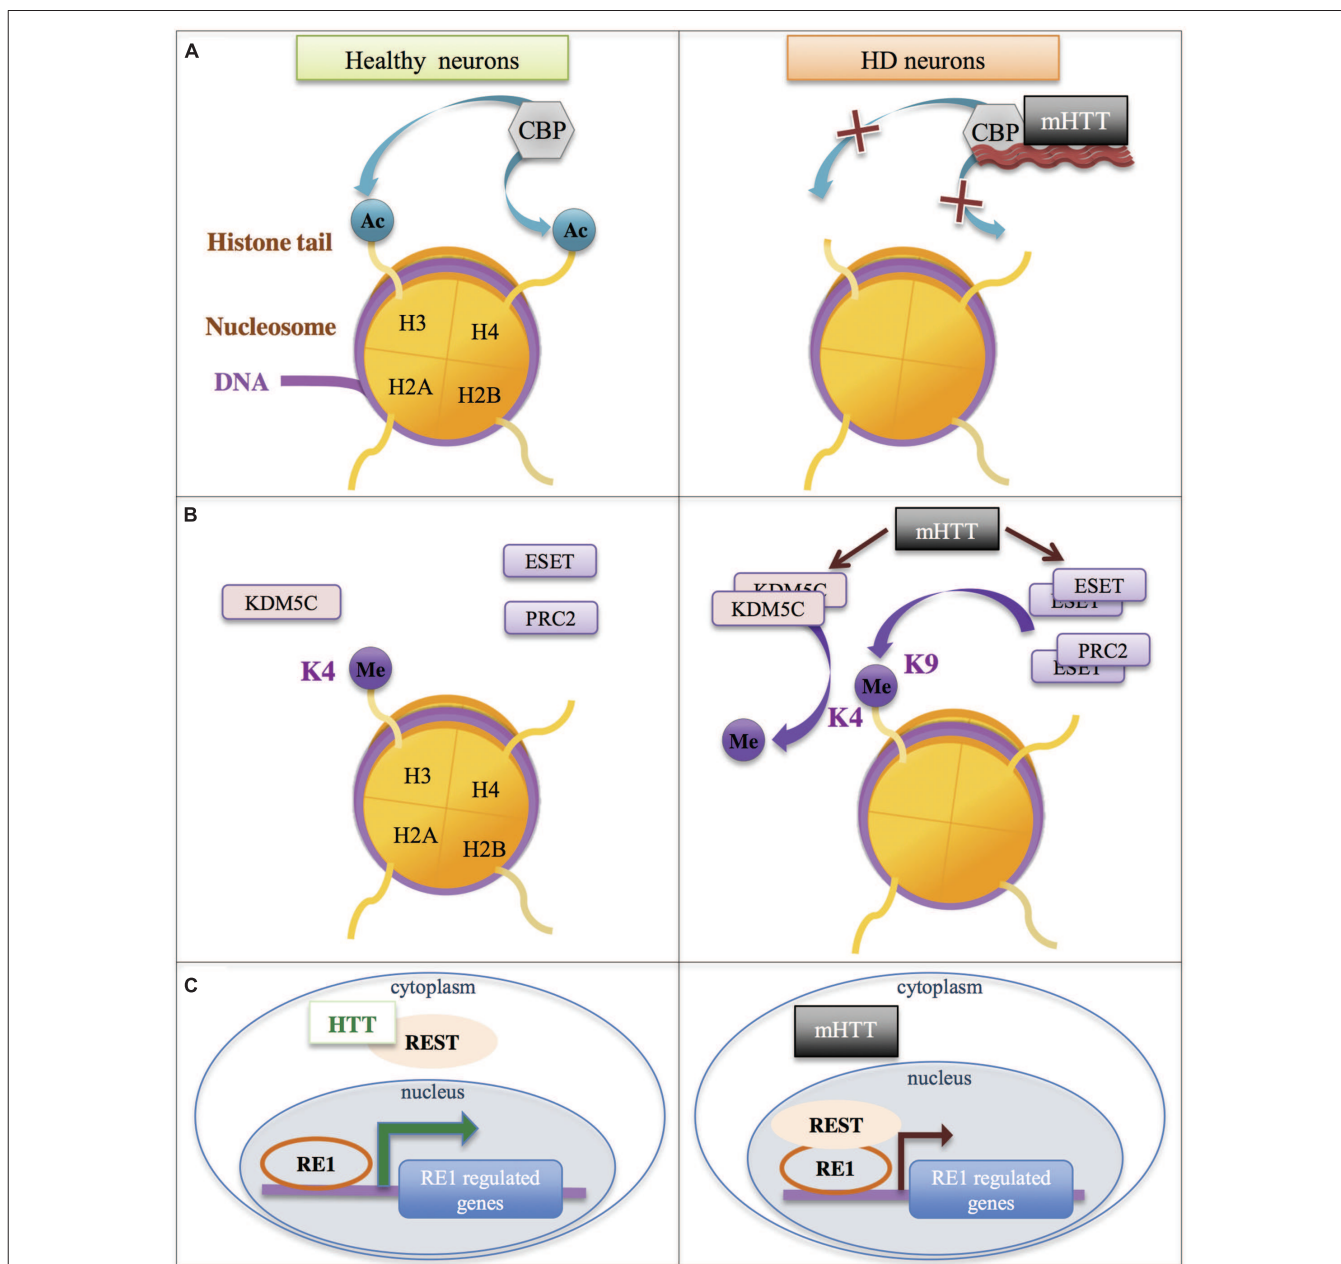 A
Healthy neurons
HD neurons
CBP
CBP
mHTT
Ac
Ac
Histone tail
Nucleosome
DNA
H3
H4
H2A
H2B
B
ESET
KDM5C
PRC2
K4
Me
H3
H4
H2A
H2B
mHTT
KDM5C
KDM5C
ESET
ESET
PRC2
ESET
K9
Me
K4
Me
C
cytoplasm
HTT
REST
nucleus
RE1
RE1 regulated
genes
cytoplasm
mHTT
nucleus
REST
RE1
RE1 regulated
genes